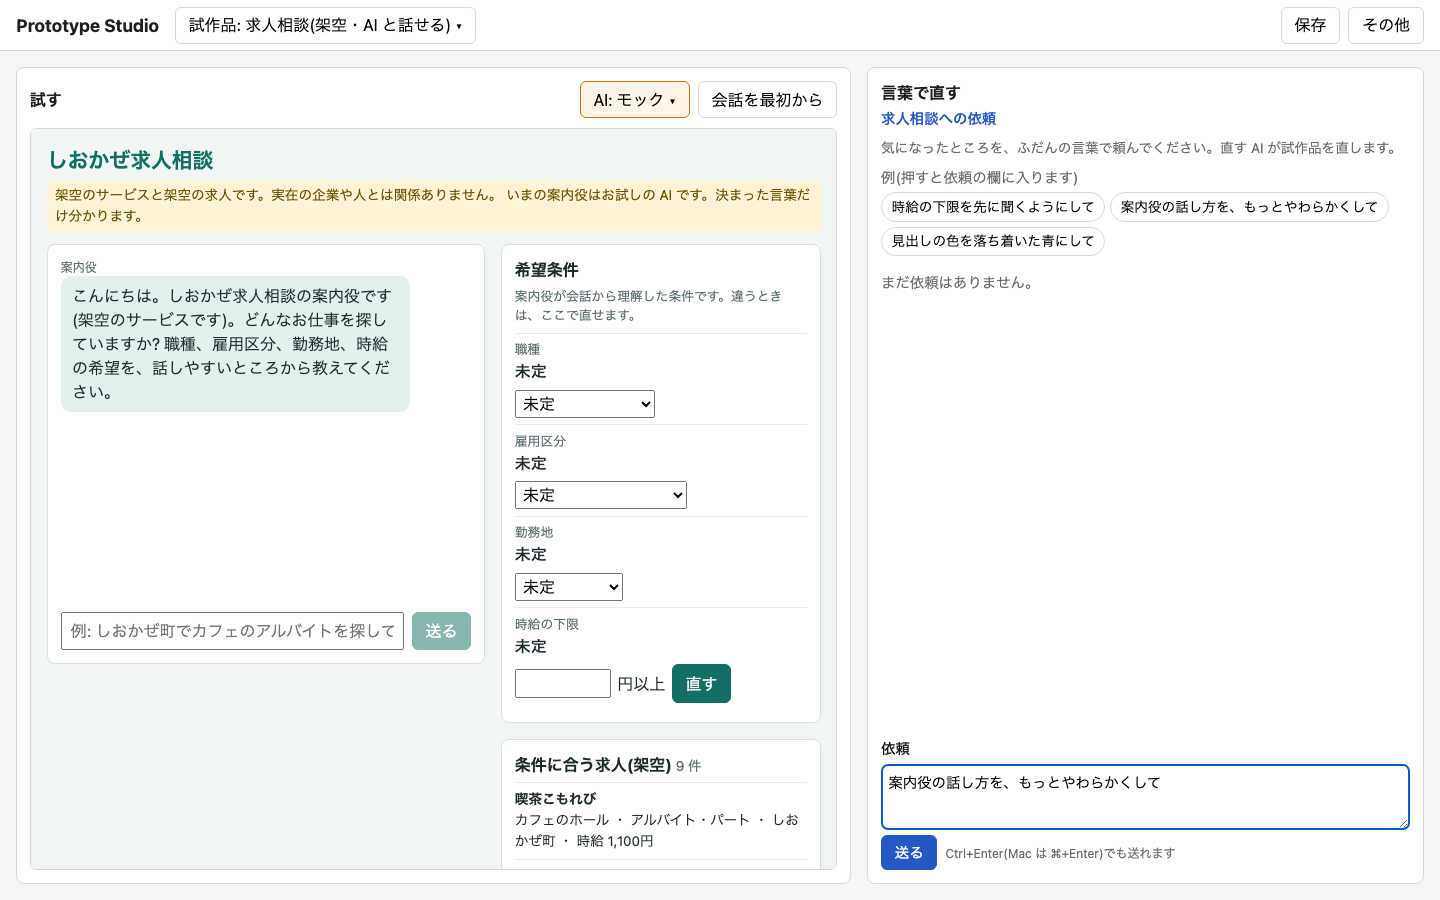 Prototype Studio
試作品: 求人相談(架空・AI と話せる) ▾
保存
その他
試す
AI: モック ▾
会話を最初から
しおかぜ求人相談
架空のサービスと架空の求人です。実在の企業や人とは関係ありません。 いまの案内役はお試しの AI です。決まった言葉だ
け分かります。
案内役
こんにちは。しおかぜ求人相談の案内役です
(架空のサービスです)。どんなお仕事を探し
ていますか? 職種、雇用区分、勤務地、時給
の希望を、話しやすいところから教えてくだ
さい。
例: しおかぜ町でカフェのアルバイトを探して
送る
希望条件
案内役が会話から理解した条件です。違うとき
は、ここで直せます。
職種
未定
未定
雇用区分
未定
未定
勤務地
未定
未定
時給の下限
未定
円以上
直す
条件に合う求人(架空) 9 件
喫茶こもれび
カフェのホール ・ アルバイト・パート ・ しお
かぜ町 ・ 時給 1,100円
言葉で直す
求人相談への依頼
気になったところを、ふだんの言葉で頼んでください。直す AI が試作品を直します。
例(押すと依頼の欄に入ります)
時給の下限を先に聞くようにして
案内役の話し方を、もっとやわらかくして
見出しの色を落ち着いた青にして
まだ依頼はありません。
依頼
案内役の話し方を、もっとやわらかくして
送る
Ctrl+Enter(Mac は ⌘+Enter)でも送れます